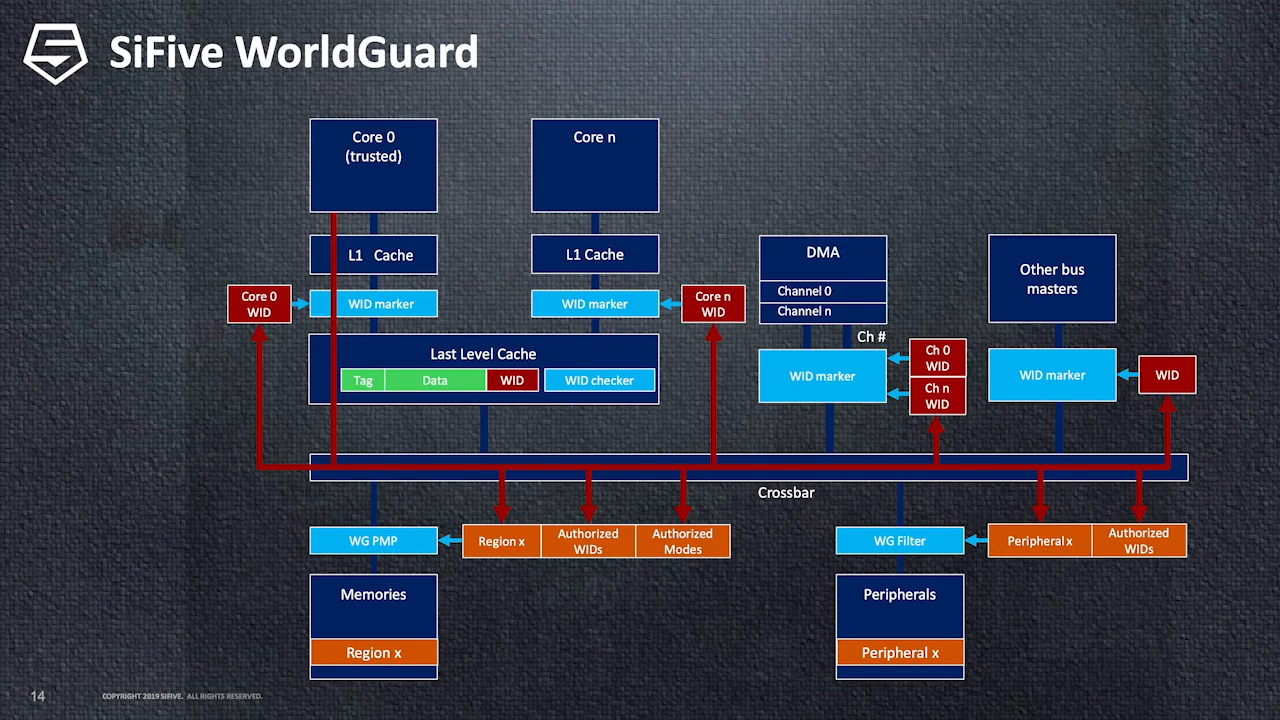 SiFive WorldGuard
Core 0
(trusted)
Core n
L1 Cache
L1 Cache
DMA
Channel 0
Channel n
Other bus
masters
Core 0
WID
WID marker
WID marker
Core n
WID
Ch #
Last Level Cache
Tag
Data
WID
WID checker
WID marker
Ch 0
WID
Ch n
WID
WID marker
WID
Crossbar
WG PMP
Region x
Authorized
WIDs
Authorized
Modes
WG Filter
Peripheral x
Authorized
WIDs
Memories
Region x
Peripherals
Peripheral x
14
COPYRIGHT 2019 SIFIVE. ALL RIGHTS RESERVED.